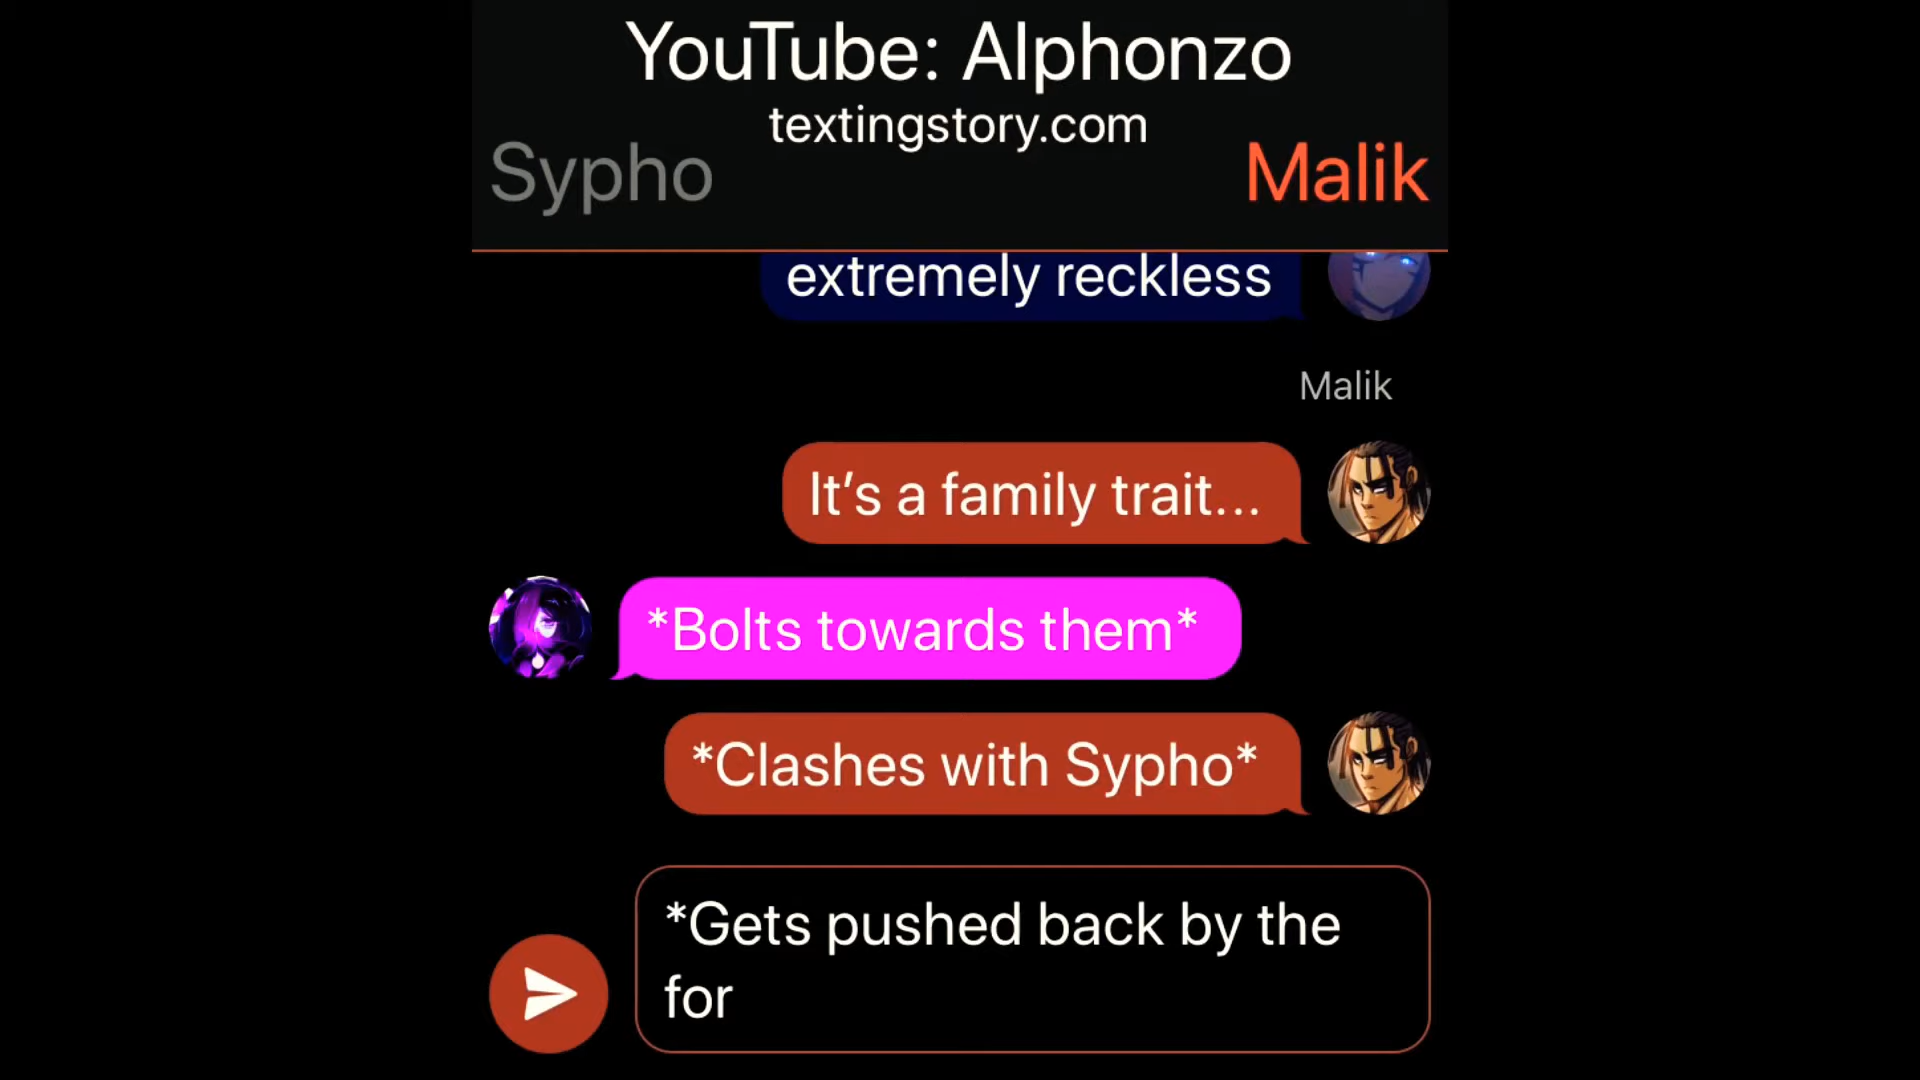 YouTube: Alphonzo
textingstory.com
Sypho
Malik
extremely reckless
Malik
It's a family trait...
*Bolts towards them*
*Clashes with Sypho*
*Gets pushed back by the
for